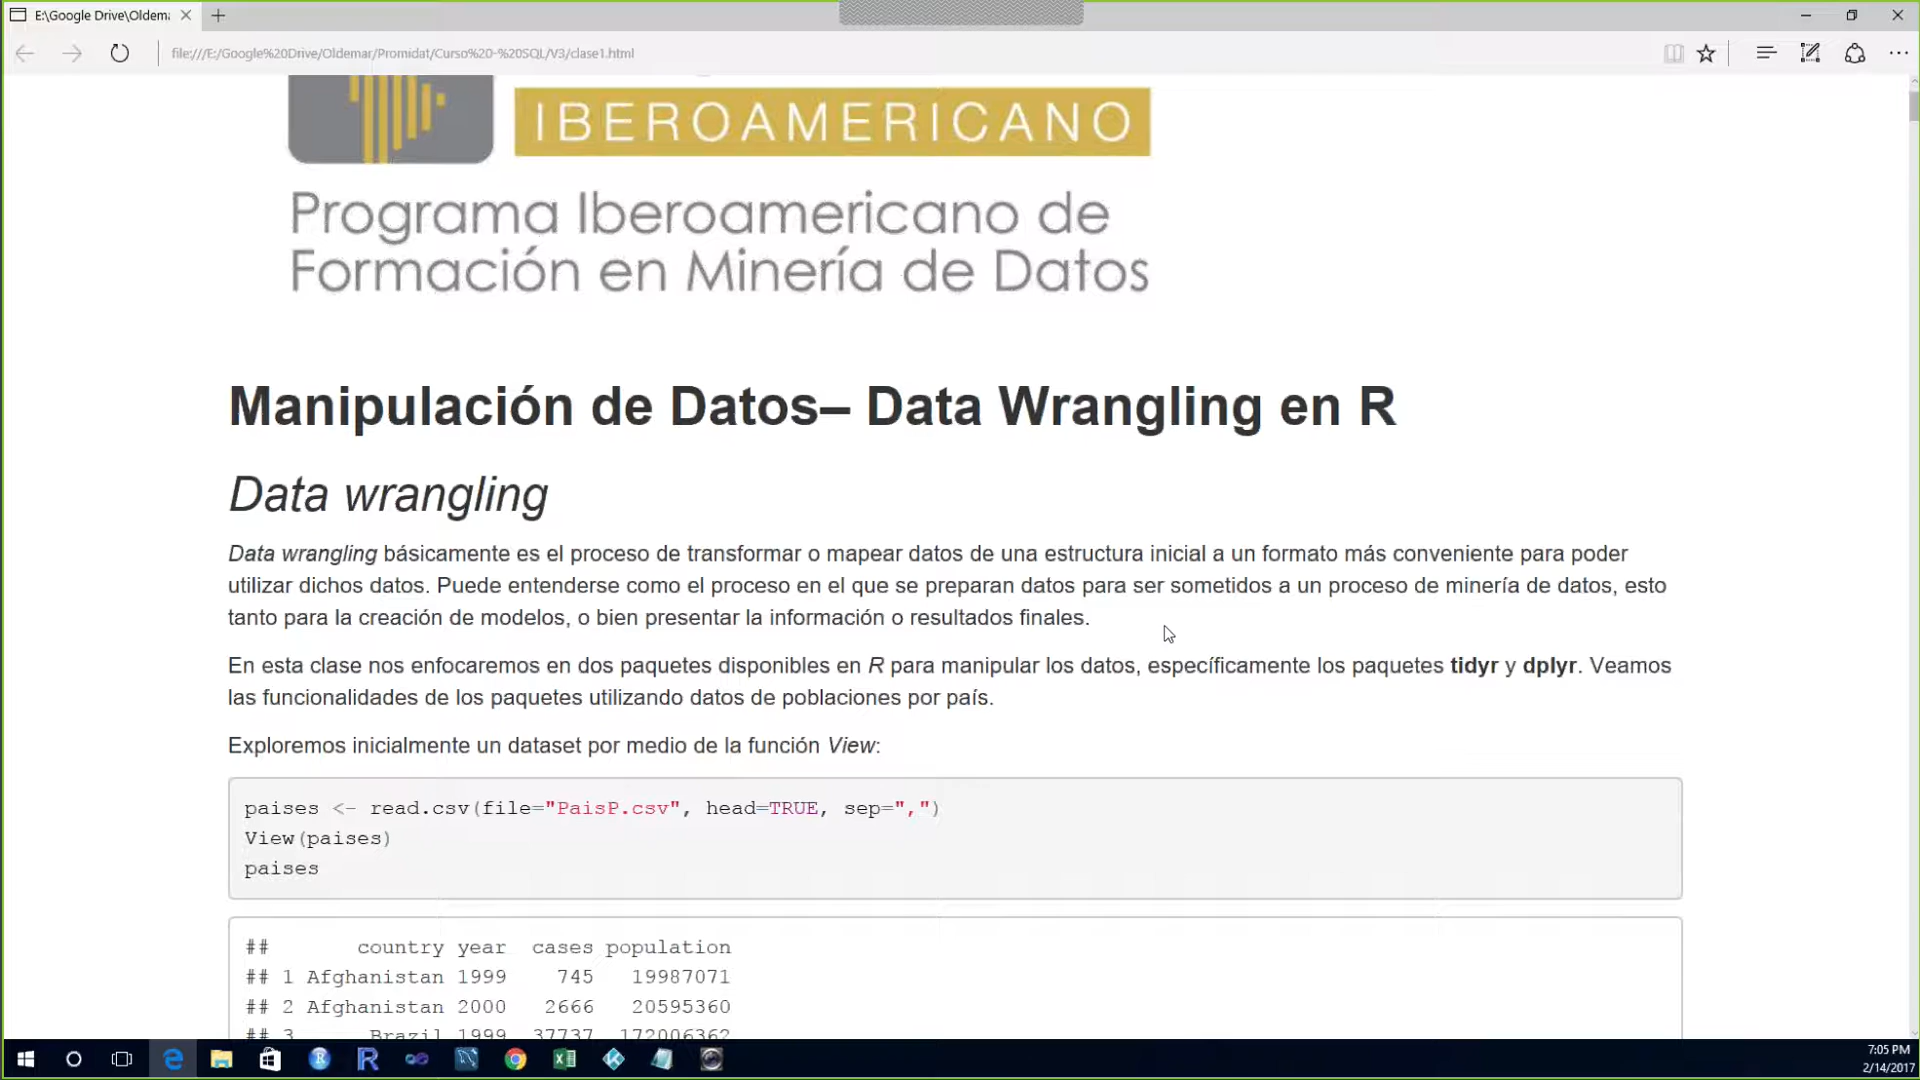 E:\Google Drive\Oldema
file:///E:/Google%20Drive/Oldemar/Promidat/Curso%20-%20SQL/V3/clase1.html
IBEROAMERICANO
Programa Iberoamericano de
Formación en Minería de Datos
Manipulación de Datos– Data Wrangling en R
Data wrangling
Data wrangling básicamente es el proceso de transformar o mapear datos de una estructura inicial a un formato más conveniente para poder
utilizar dichos datos. Puede entenderse como el proceso en el que se preparan datos para ser sometidos a un proceso de minería de datos, esto
tanto para la creación de modelos, o bien presentar la información o resultados finales.
En esta clase nos enfocaremos en dos paquetes disponibles en R para manipular los datos, específicamente los paquetes tidyr y dplyr. Veamos
las funcionalidades de los paquetes utilizando datos de poblaciones por país.
Exploremos inicialmente un dataset por medio de la función View:
paises <- read.csv(file="PaisP.csv", head=TRUE, sep=",")
View(paises)
paises
## country year cases population
## 1 Afghanistan 1999 745 19987071
## 2 Afghanistan 2000 2666 20595360
## 3 Brazil 1999 37737 172006362
7:05 PM
2/14/2017